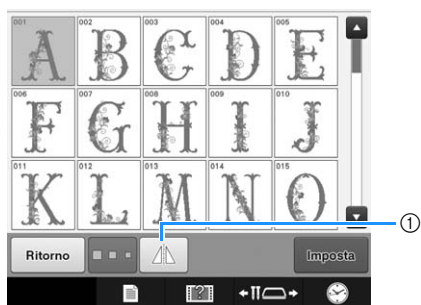 001 002 003 004 005
A B C D E
006 007 008 009 010
F G H I J
011 012 013 014 015
K L M N O
①
Ritorno Imposta
?